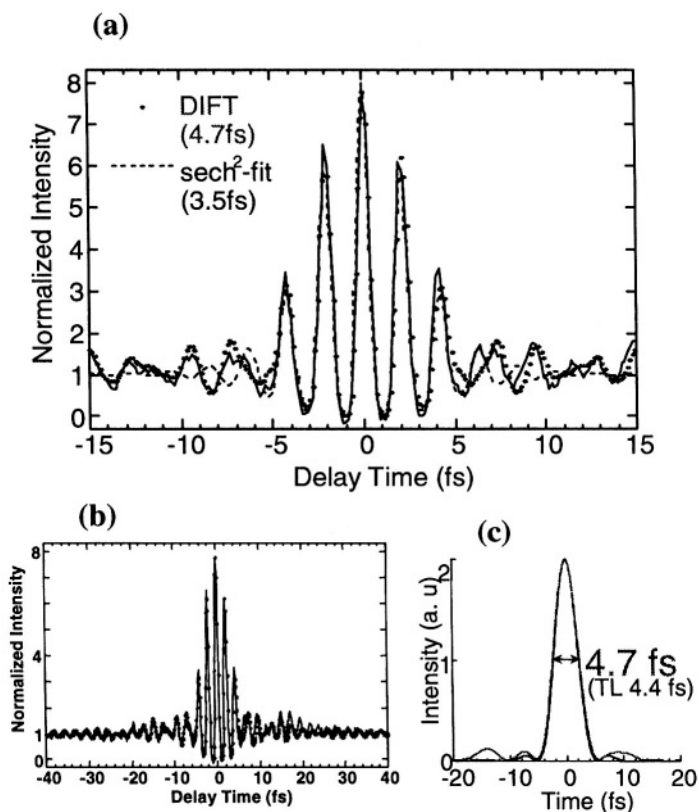 (a)
8
7
6
5
4
3
2
1
0
Normalized Intensity
DIFT
(4.7fs)
sech²-fit
(3.5fs)
-15 -10 -5 0 5 10 15
Delay Time (fs)
(b)
8
4
1
0
Normalized Intensity
-40 -30 -20 -10 0 10 20 30 40
Delay Time (fs)
(c)
2
1
0
Intensity (a. u)
4.7 fs
(TL 4.4 fs)
-20 -10 0 10 20
Time (fs)